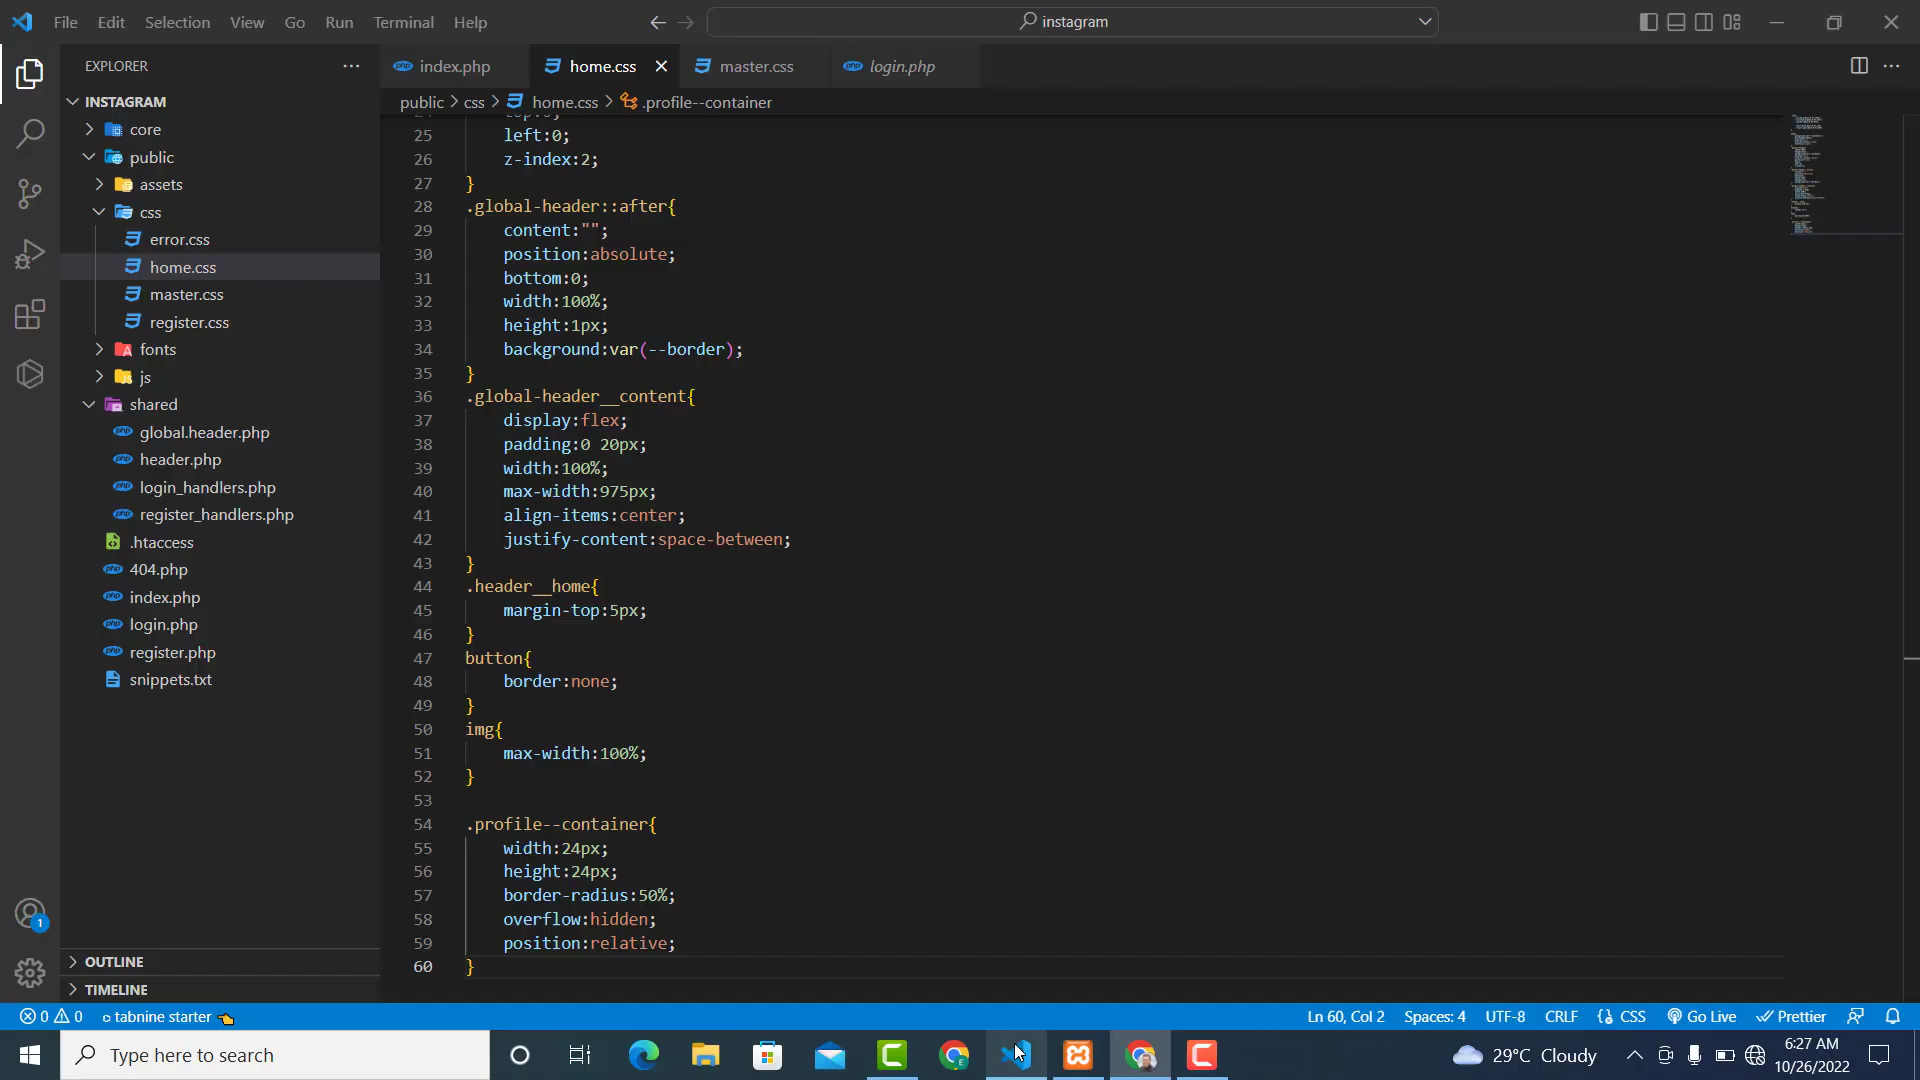 File Edit Selection View Go Run Terminal Help
instagram
EXPLORER
index.php
home.css
master.css
login.php
public > css > home.css > .profile--container
INSTAGRAM
core
public
assets
css
error.css
home.css
master.css
register.css
fonts
js
shared
global.header.php
header.php
login_handlers.php
register_handlers.php
.htaccess
404.php
index.php
login.php
register.php
snippets.txt
OUTLINE
TIMELINE
25 left:0;
26 z-index:2;
27 }
28 .global-header::after{
29 content:"";
30 position:absolute;
31 bottom:0;
32 width:100%;
33 height:1px;
34 background:var(--border);
35 }
36 .global-header__content{
37 display:flex;
38 padding:0 20px;
39 width:100%;
40 max-width:975px;
41 align-items:center;
42 justify-content:space-between;
43 }
44 .header__home{
45 margin-top:5px;
46 }
47 button{
48 border:none;
49 }
50 img{
51 max-width:100%;
52 }
53
54 .profile--container{
55 width:24px;
56 height:24px;
57 border-radius:50%;
58 overflow:hidden;
59 position:relative;
60 }
1
0 0 tabnine starter
Ln 60, Col 2 Spaces: 4 UTF-8 CRLF {} CSS Go Live Prettier
Type here to search
29°C Cloudy
6:27 AM
10/26/2022